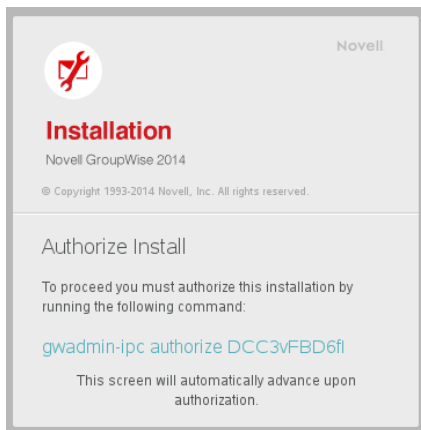 Novell
Installation
Novell GroupWise 2014
© Copyright 1993-2014 Novell, Inc. All rights reserved.
Authorize Install
To proceed you must authorize this installation by
running the following command:
gwadmin-ipc authorize DCC3vFBD6fI
This screen will automatically advance upon
authorization.